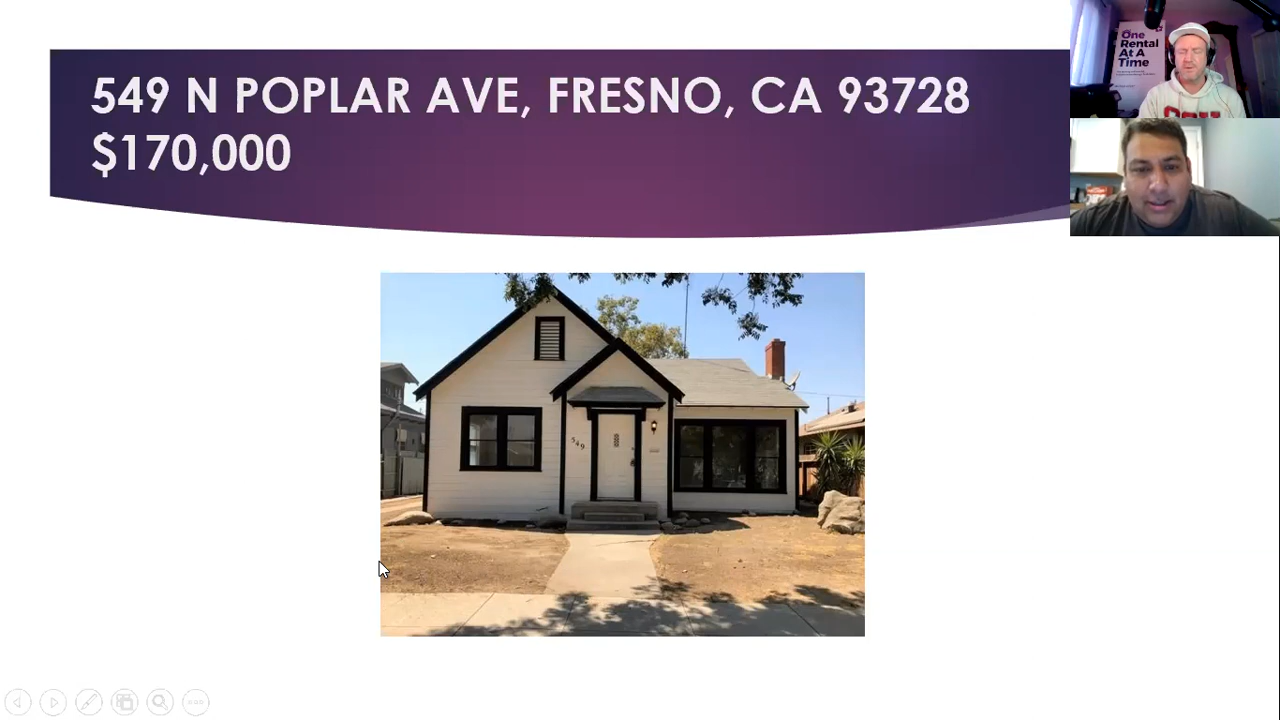 549 N POPLAR AVE, FRESNO, CA 93728
$170,000
One
Rental
At A
Time
549